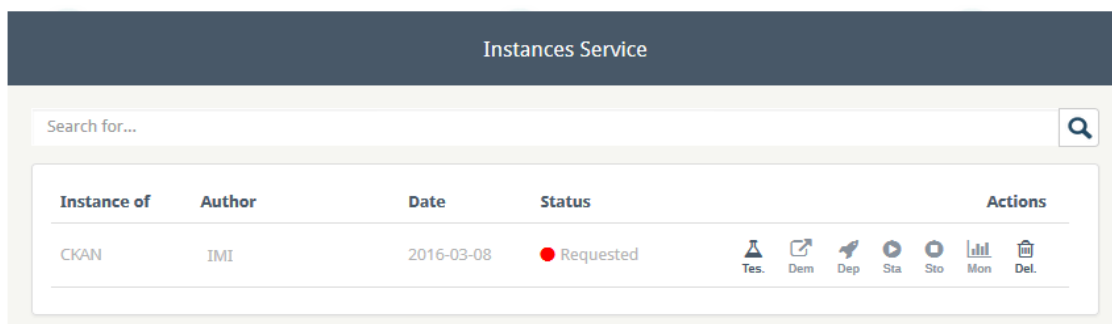 Instances Service
Search for...
Instance of Author Date Status Actions
CKAN IMI 2016-03-08 Requested
Tes. Dem Dep Sta Sto Mon Del.